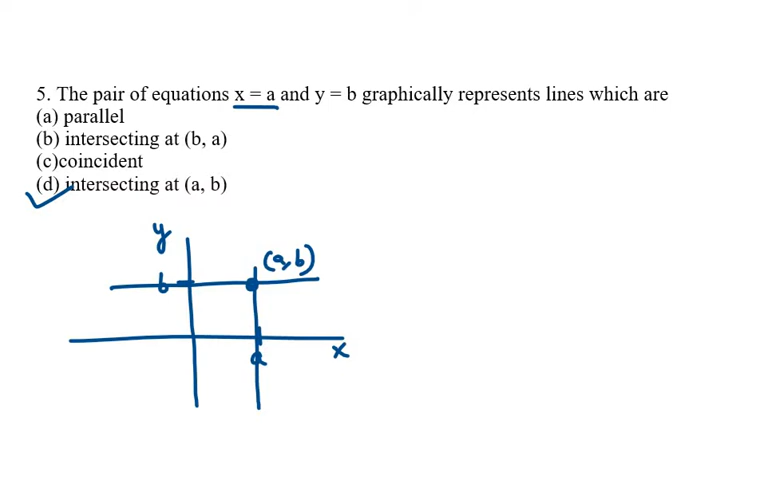 5. The pair of equations x = a and y = b graphically represents lines which are
(a) parallel
(b) intersecting at (b, a)
(c)coincident
(d) intersecting at (a, b)
y
(a,b)
b
x
a